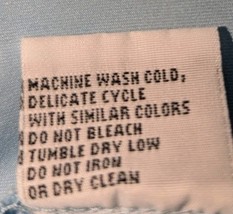 MACHINE WASH COLD;
DELICATE CYCLE
WITH SIMILAR COLORS
DO NOT BLEACH
TUMBLE DRY LOW
DO NOT IRON
OR DRY CLEAN